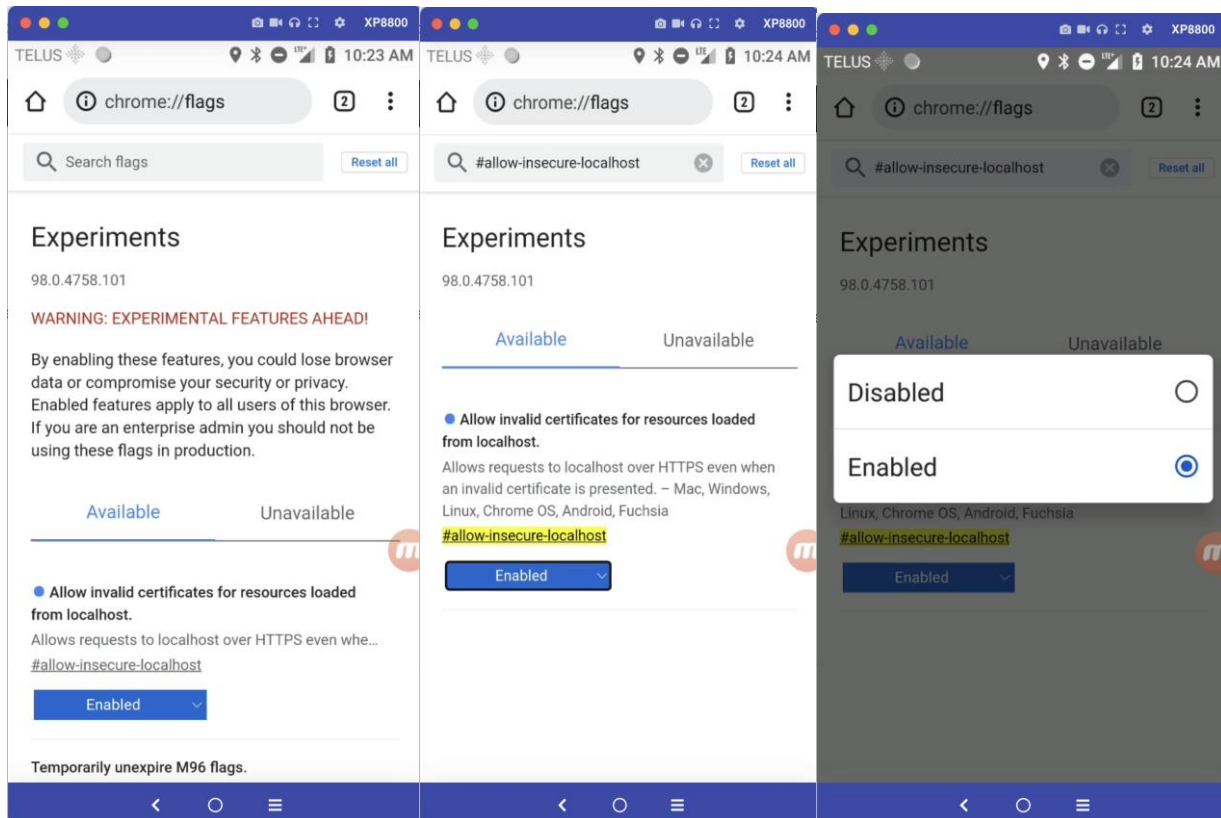 XP8800
TELUS
LTE+
10:23 AM
chrome://flags
2
Search flags
Reset all
Experiments
98.0.4758.101
WARNING: EXPERIMENTAL FEATURES AHEAD!
By enabling these features, you could lose browser
data or compromise your security or privacy.
Enabled features apply to all users of this browser.
If you are an enterprise admin you should not be
using these flags in production.
Available
Unavailable
Allow invalid certificates for resources loaded
from localhost.
Allows requests to localhost over HTTPS even whe...
#allow-insecure-localhost
Enabled
Temporarily unexpire M96 flags.
XP8800
TELUS
LTE
10:24 AM
chrome://flags
2
#allow-insecure-localhost
Reset all
Experiments
98.0.4758.101
Available
Unavailable
Allow invalid certificates for resources loaded
from localhost.
Allows requests to localhost over HTTPS even when
an invalid certificate is presented. – Mac, Windows,
Linux, Chrome OS, Android, Fuchsia
#allow-insecure-localhost
Enabled
XP8800
TELUS
LTE+
10:24 AM
chrome://flags
2
#allow-insecure-localhost
Reset all
Experiments
98.0.4758.101
Available
Unavailable
Disabled
Enabled
Linux, Chrome OS, Android, Fuchsia
#allow-insecure-localhost
Enabled